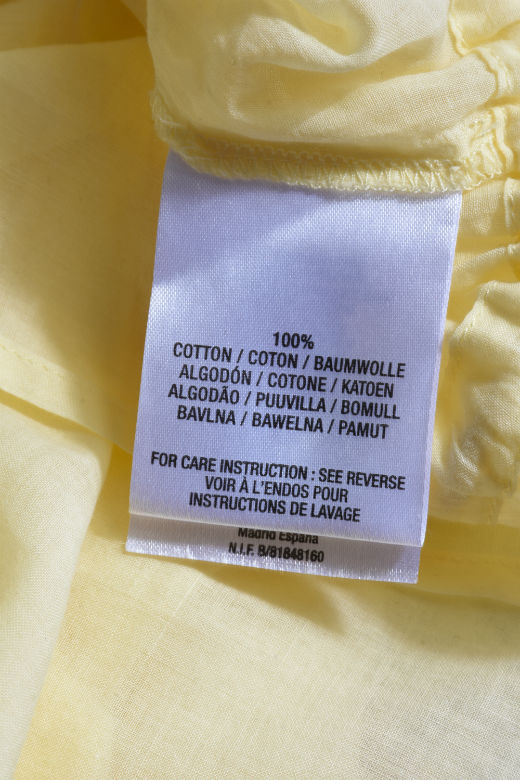 100%
COTTON / COTON / BAUMWOLLE
ALGODÓN / COTONE / KATOEN
ALGODÃO / PUUVILLA / BOMULL
BAVLNA / BAWELNA / PAMUT
FOR CARE INSTRUCTION : SEE REVERSE
VOIR À L'ENDOS POUR
INSTRUCTIONS DE LAVAGE
Madrid España
N.I.F. B/81848160